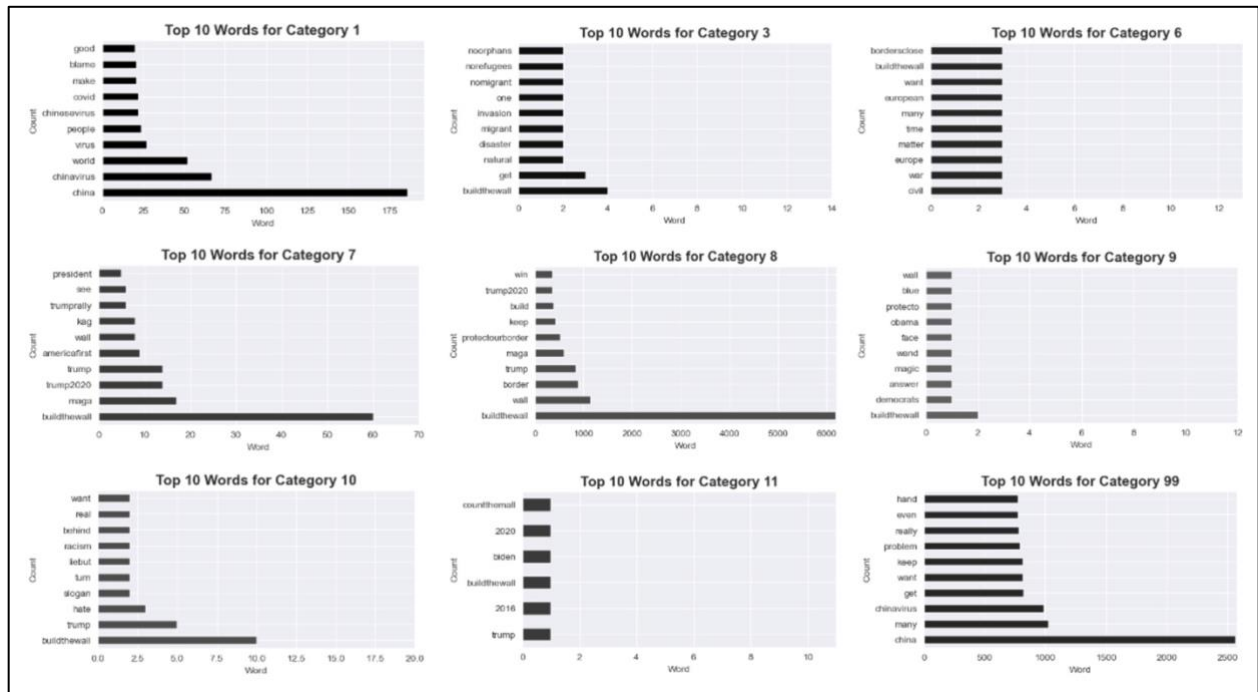 Top 10 Words for Category 1
good
blame
make
covid
chinesevirus
people
virus
world
chinavirus
china
Count
0 25 50 75 100 125 150 175
Word
Top 10 Words for Category 3
noorphans
norefugees
nomigrant
one
invasion
migrant
disaster
natural
get
buildthewall
Count
0 2 4 6 8 10 12 14
Word
Top 10 Words for Category 6
bordersclose
buildthewall
want
european
many
time
matter
europe
war
civil
Count
0 2 4 6 8 10 12
Word
Top 10 Words for Category 7
president
see
trumprally
kag
wall
americafirst
trump
trump2020
maga
buildthewall
Count
0 10 20 30 40 50 60 70
Word
Top 10 Words for Category 8
win
trump2020
build
keep
protectourborder
maga
trump
border
wall
buildthewall
Count
0 1000 2000 3000 4000 5000 6000
Word
Top 10 Words for Category 9
wall
blue
protecto
obama
face
wand
magic
answer
democrats
buildthewall
Count
0 2 4 6 8 10 12
Word
Top 10 Words for Category 10
want
real
behind
racism
liebut
turn
slogan
hate
trump
buildthewall
Count
0.0 2.5 5.0 7.5 10.0 12.5 15.0 17.5 20.0
Word
Top 10 Words for Category 11
countthemall
2020
biden
buildthewall
2016
trump
Count
0 2 4 6 8 10
Word
Top 10 Words for Category 99
hand
even
really
problem
keep
want
get
chinavirus
many
china
Count
0 500 1000 1500 2000 2500
Word